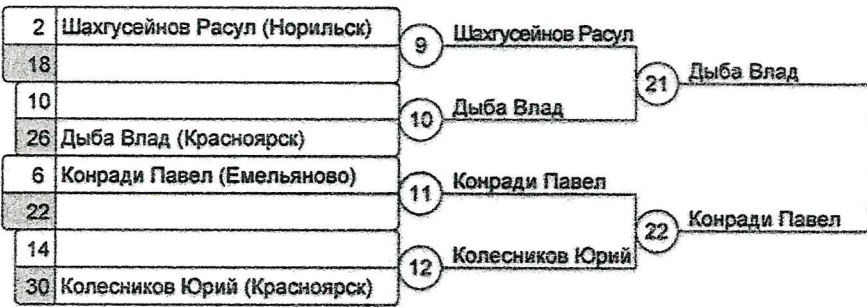 2 Шахгусейнов Расул (Норильск)
9 Шахгусейнов Расул
18
21 Дыба Влад
10
10 Дыба Влад
26 Дыба Влад (Красноярск)
6 Конради Павел (Емельяново)
11 Конради Павел
22
22 Конради Павел
14
12 Колесников Юрий
30 Колесников Юрий (Красноярск)